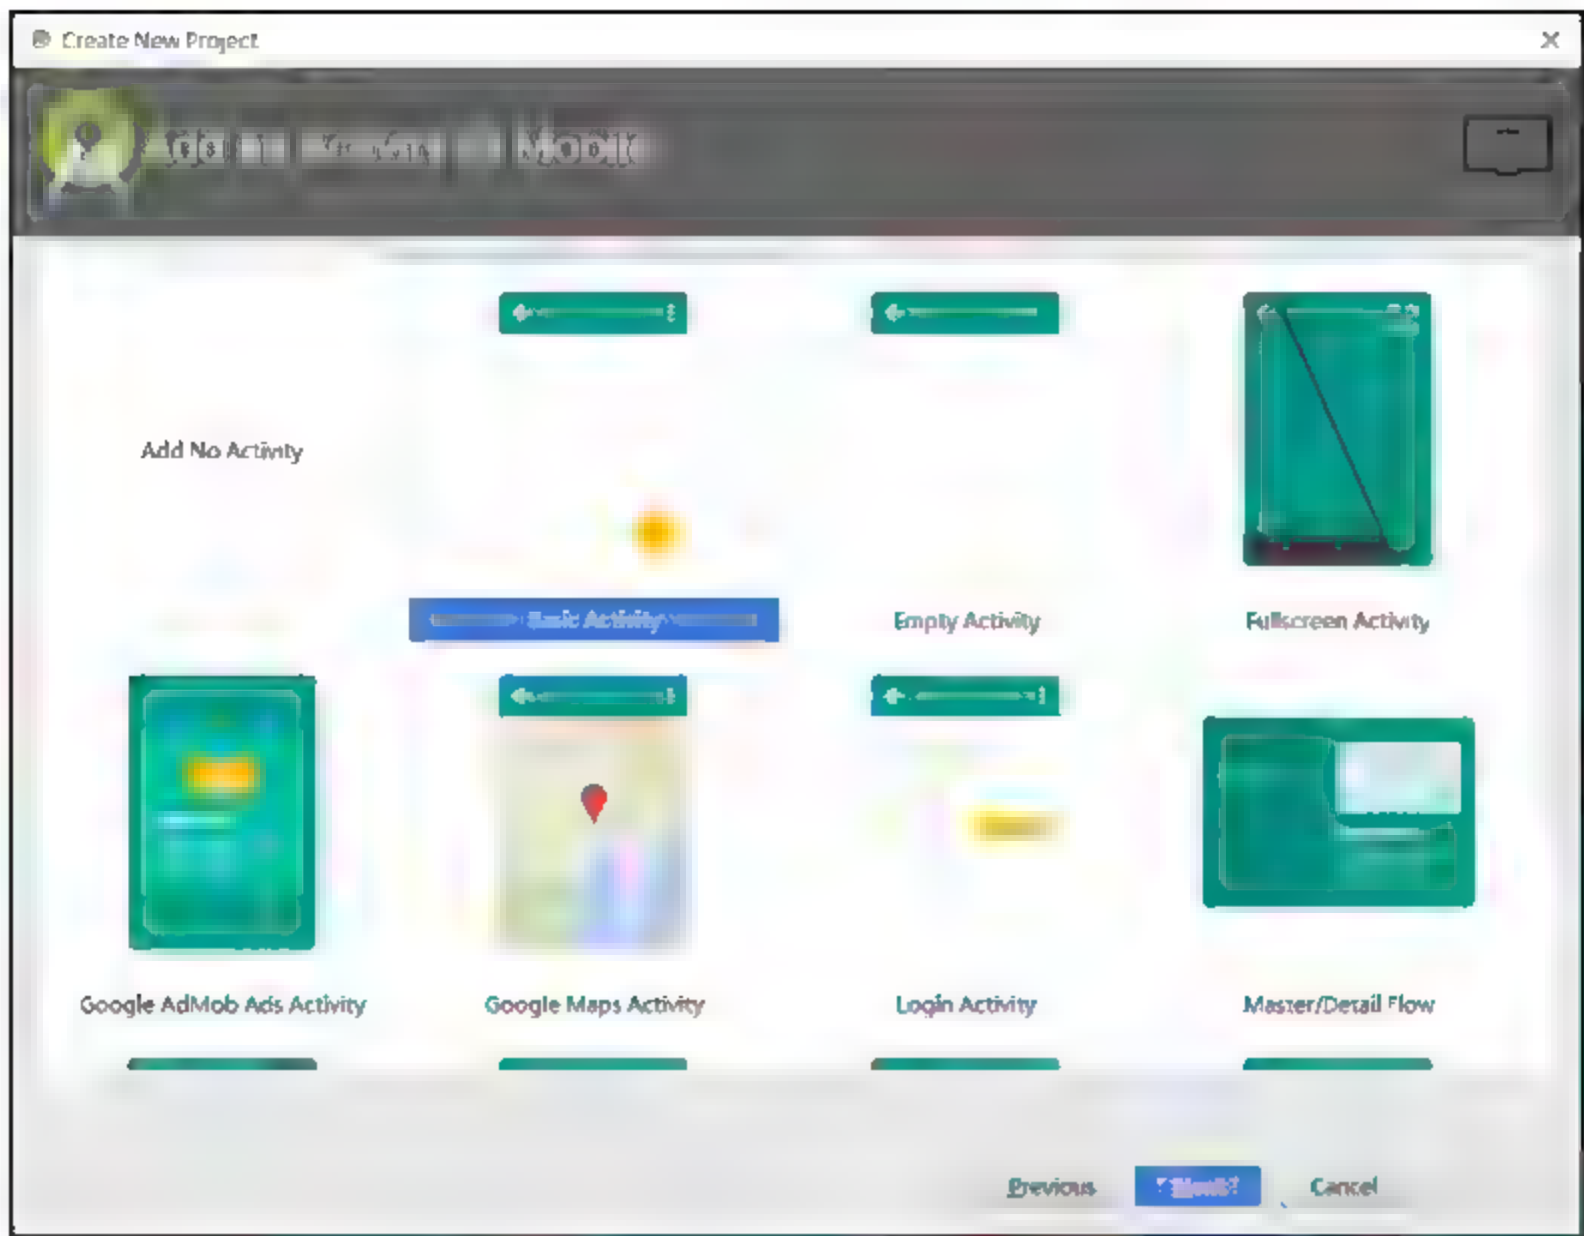 Create New Project
Add No Activity
Basic Activity
Empty Activity
Fullscreen Activity
Google AdMob Ads Activity
Google Maps Activity
Login Activity
Master/Detail Flow
Previous
Cancel